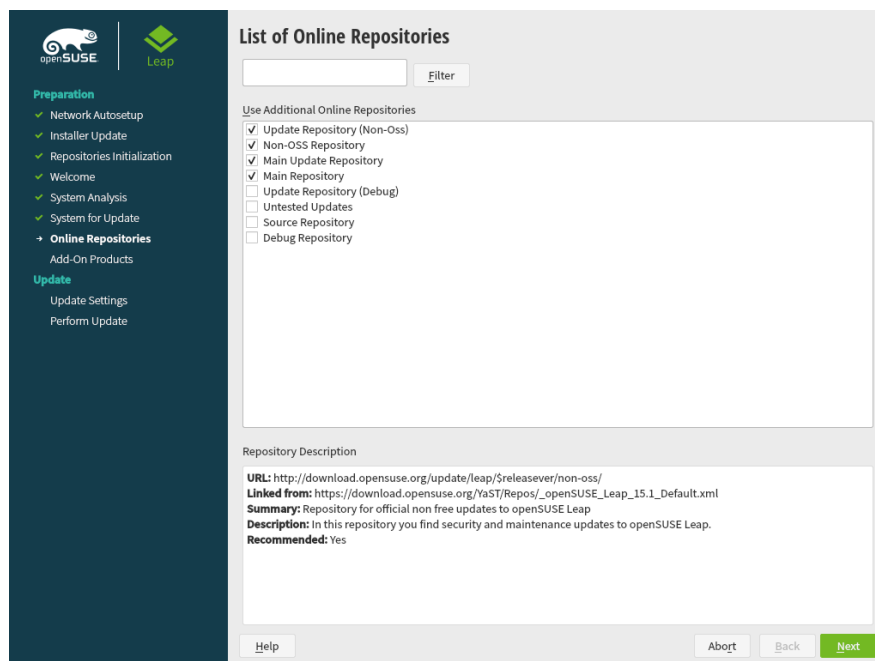 openSUSE
Leap
Preparation
Network Autosetup
Installer Update
Repositories Initialization
Welcome
System Analysis
System for Update
Online Repositories
Add-On Products
Update
Update Settings
Perform Update
List of Online Repositories
Filter
Use Additional Online Repositories
Update Repository (Non-Oss)
Non-OSS Repository
Main Update Repository
Main Repository
Update Repository (Debug)
Untested Updates
Source Repository
Debug Repository
Repository Description
URL: http://download.opensuse.org/update/leap/$releasever/non-oss/
Linked from: https://download.opensuse.org/YaST/Repos/_openSUSE_Leap_15.1_Default.xml
Summary: Repository for official non free updates to openSUSE Leap
Description: In this repository you find security and maintenance updates to openSUSE Leap.
Recommended: Yes
Help
Abort
Back
Next